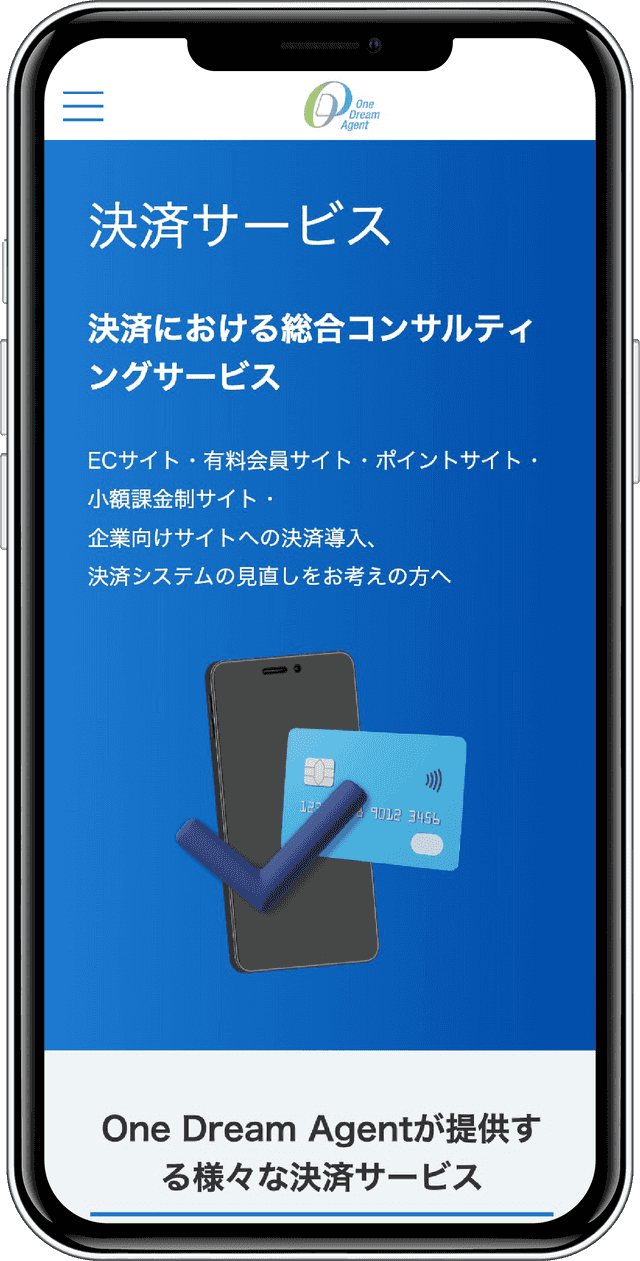 One
Dream
Agent
決済サービス
決済における総合コンサルティ
ングサービス
ECサイト・有料会員サイト・ポイントサイト・
小額課金制サイト・
企業向けサイトへの決済導入、
決済システムの見直しをお考えの方へ
9012 3456
One Dream Agentが提供す
る様々な決済サービス